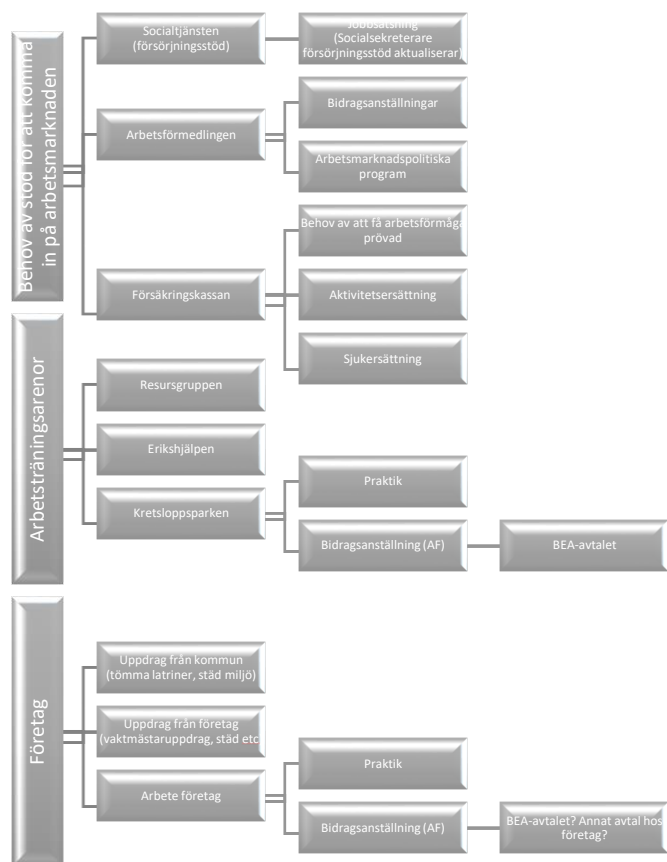 Behov av stöd för att komma
in på arbetsmarknaden
Socialtjänsten
(försörjningsstöd)
Jobbsatsning
(Socialsekreterare
försörjningsstöd aktualiserar)
Arbetsförmedlingen
Bidragsanställningar
Arbetsmarknadspolitiska
program
Försäkringskassan
Behov av att få arbetsförmåga
prövad
Aktivitetsersättning
Sjukersättning
Arbetsträningsarenor
Resursgruppen
Erikshjälpen
Kretsloppsparken
Praktik
Bidragsanställning (AF)
BEA-avtalet
Företag
Uppdrag från kommun
(tömma latriner, städ miljö)
Uppdrag från företag
(vaktmästaruppdrag, städ etc
Arbete företag
Praktik
Bidragsanställning (AF)
BEA-avtalet? Annat avtal hos
företag?